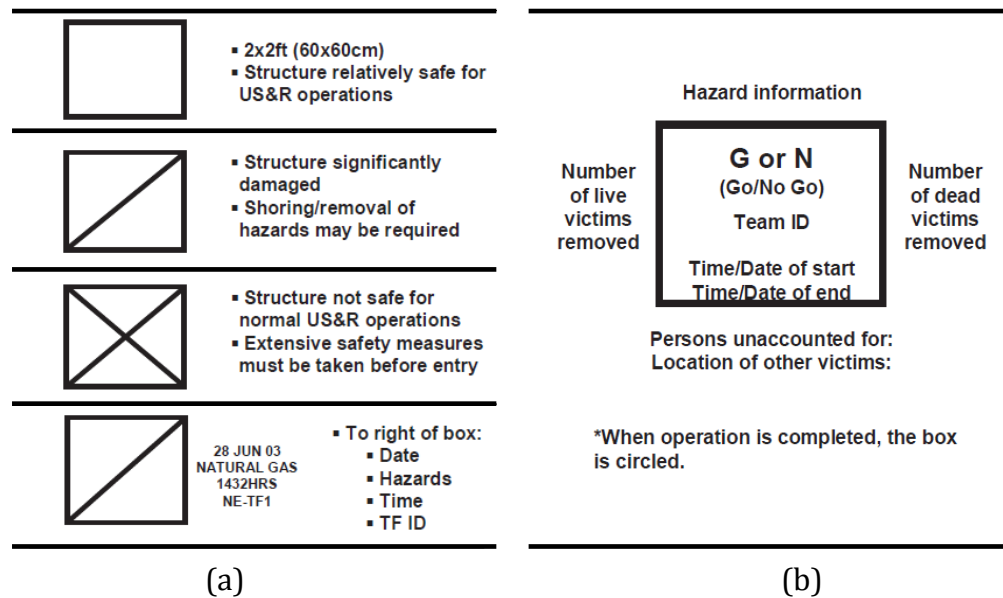 ▪ 2x2ft (60x60cm)
▪ Structure relatively safe for
US&R operations
▪ Structure significantly
damaged
▪ Shoring/removal of
hazards may be required
▪ Structure not safe for
normal US&R operations
▪ Extensive safety measures
must be taken before entry
28 JUN 03
NATURAL GAS
1432HRS
NE-TF1
▪ To right of box:
▪ Date
▪ Hazards
▪ Time
▪ TF ID
(a)
Hazard information
Number
of live
victims
removed
G or N
(Go/No Go)
Team ID
Time/Date of start
Time/Date of end
Number
of dead
victims
removed
Persons unaccounted for:
Location of other victims:
*When operation is completed, the box
is circled.
(b)